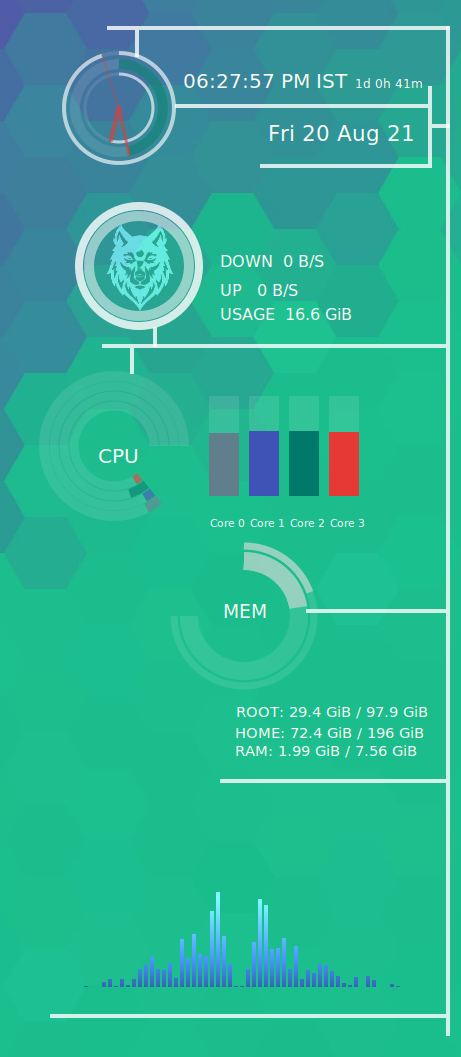 06:27:57 PM IST 1d 0h 41m
Fri 20 Aug 21
DOWN 0 B/S
UP 0 B/S
USAGE 16.6 GiB
CPU
Core 0 Core 1 Core 2 Core 3
MEM
ROOT: 29.4 GiB / 97.9 GiB
HOME: 72.4 GiB / 196 GiB
RAM: 1.99 GiB / 7.56 GiB